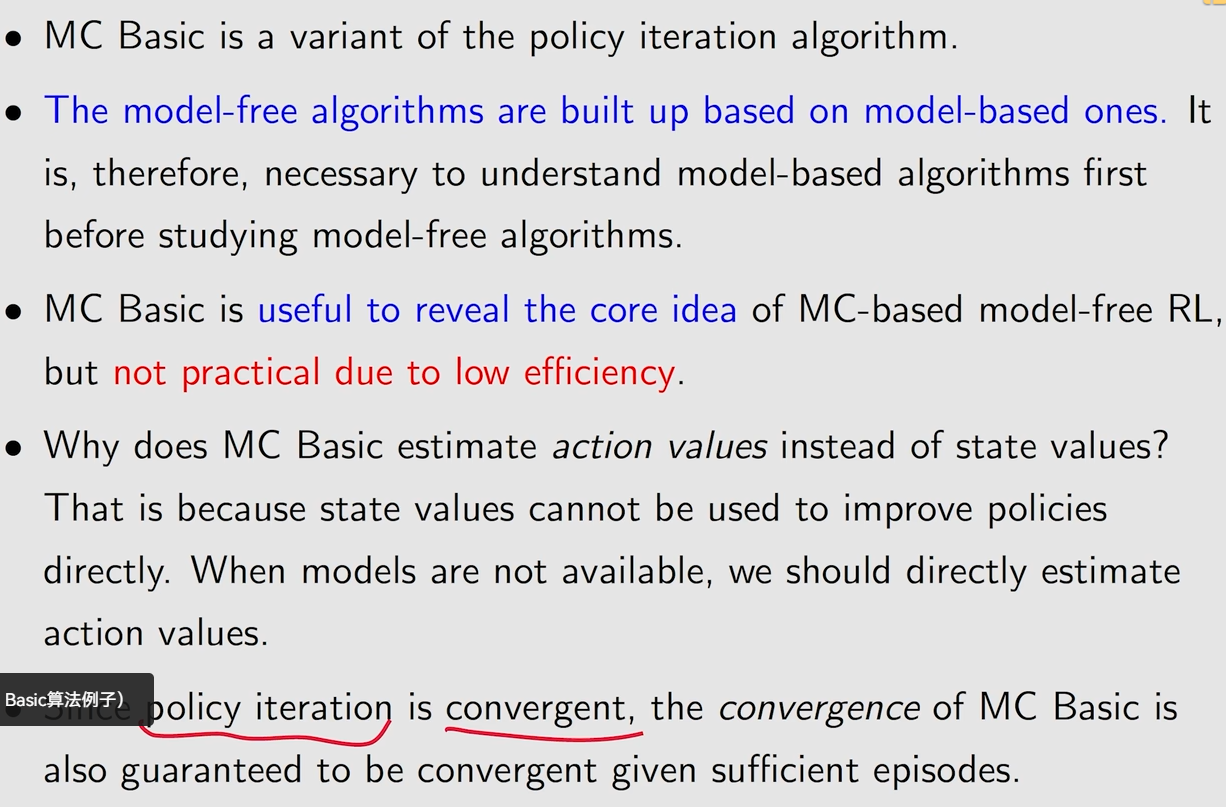 • MC Basic is a variant of the policy iteration algorithm.
• The model-free algorithms are built up based on model-based ones. It
is, therefore, necessary to understand model-based algorithms first
before studying model-free algorithms.
• MC Basic is useful to reveal the core idea of MC-based model-free RL,
but not practical due to low efficiency.
• Why does MC Basic estimate action values instead of state values?
That is because state values cannot be used to improve policies
directly. When models are not available, we should directly estimate
action values.
Basic算法例子）
• Since policy iteration is convergent, the convergence of MC Basic is
also guaranteed to be convergent given sufficient episodes.